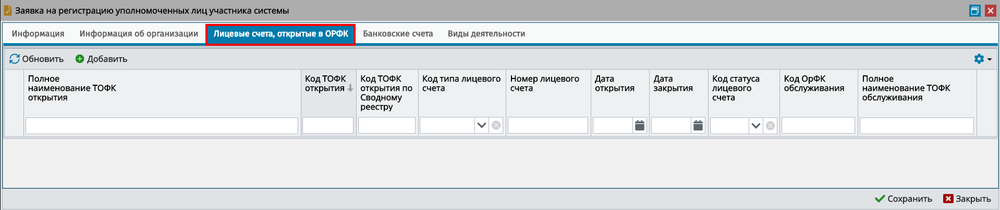 Заявка на регистрацию уполномоченных лиц участника системы
Информация Информация об организации Лицевые счета, открытые в ОРФК Банковские счета Виды деятельности
Обновить Добавить
Полное
наименование ТОФК
открытия
Код ТОФК
открытия
Код ТОФК
открытия по
Сводному
реестру
Код типа лицевого
счета
Номер лицевого
счета
Дата
открытия
Дата
закрытия
Код статуса
лицевого
счета
Код ОрФК
обслуживания
Полное
наименование ТОФК
обслуживания
Сохранить Закрыть